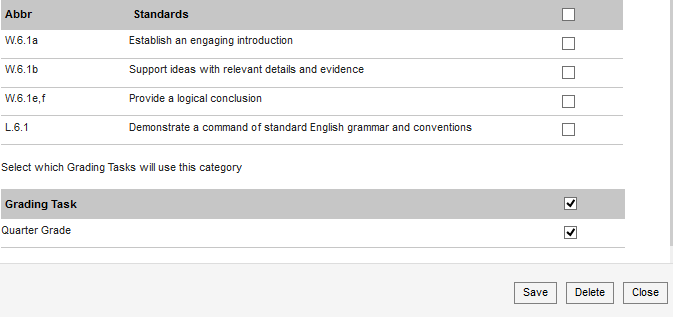 Abbr Standards
W.6.1a Establish an engaging introduction
W.6.1b Support ideas with relevant details and evidence
W.6.1e,f Provide a logical conclusion
L.6.1 Demonstrate a command of standard English grammar and conventions
Select which Grading Tasks will use this category
Grading Task
Quarter Grade
Save Delete Close